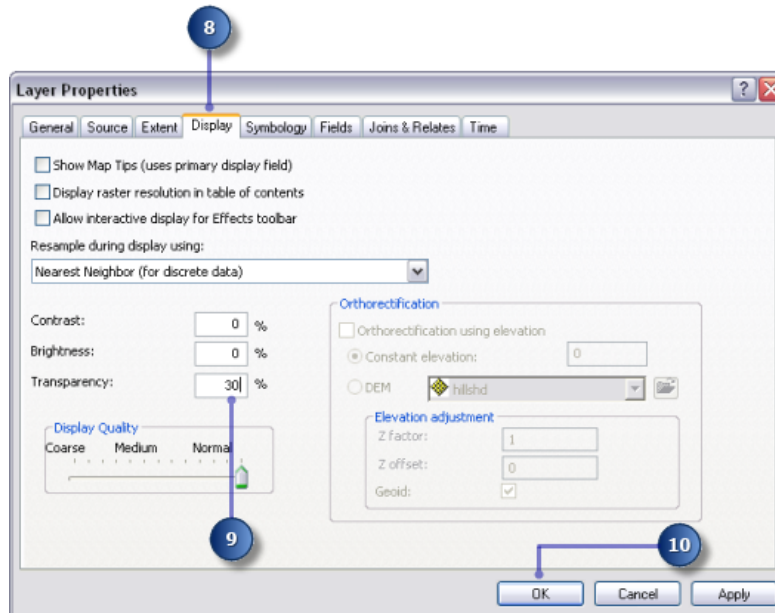 8
Layer Properties
?
General Source Extent Display Symbology Fields Joins & Relates Time
Show Map Tips (uses primary display field)
Display raster resolution in table of contents
Allow interactive display for Effects toolbar
Resample during display using:
Nearest Neighbor (for discrete data)
Contrast: 0 %
Brightness: 0 %
Transparency: 30 %
Display Quality
Coarse Medium Normal
Orthorectification
Orthorectification using elevation
Constant elevation: 0
DEM hillshd
Elevation adjustment
Z factor: 1
Z offset: 0
Geoid:
9
10
OK Cancel Apply